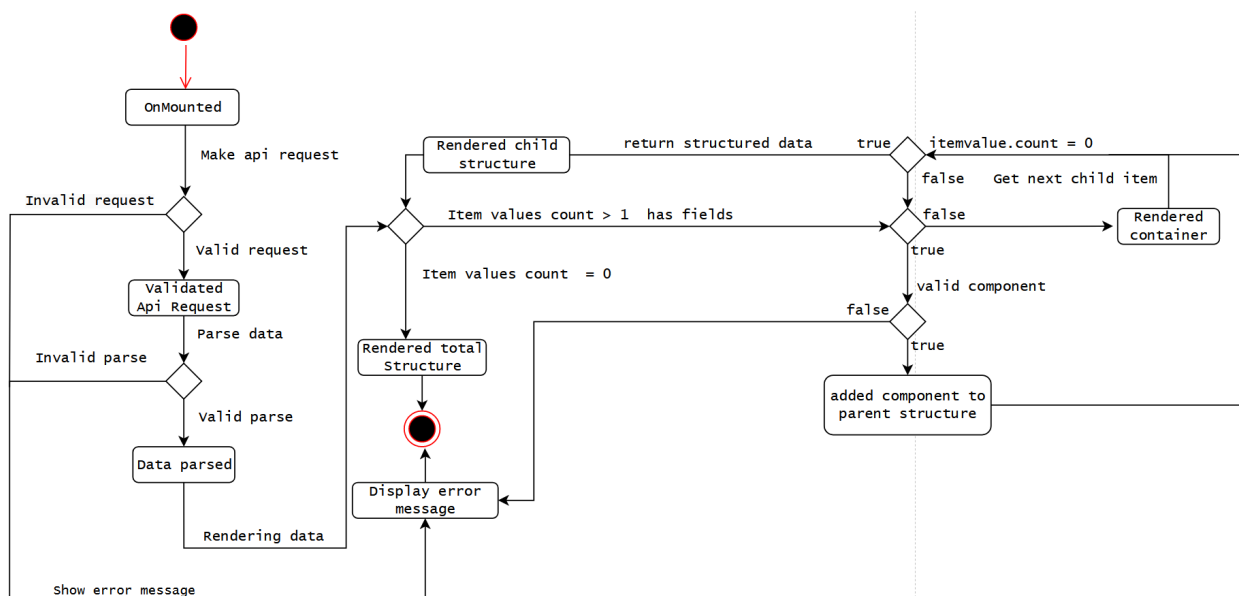 OnMounted
Make api request
Invalid request
Valid request
Validated
Api Request
Parse data
Invalid parse
Valid parse
Data parsed
Rendering data
Show error message
Rendered child
structure
return structured data
true
itemvalue.count = 0
false
Get next child item
Item values count > 1  has fields
false
Rendered
container
true
Item values count  = 0
valid component
false
true
Rendered total
Structure
added component to
parent structure
Display error
message